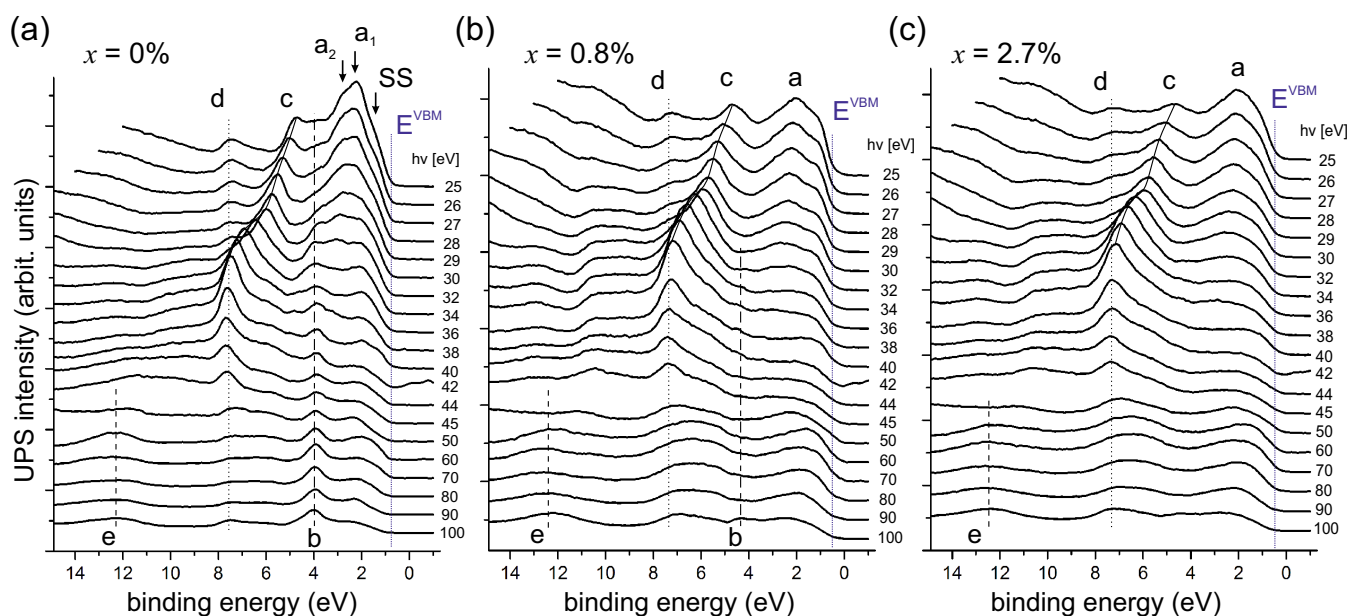 (a)
x = 0%
a₂ a₁
SS
d c
E^VBM
hν [eV]
25
26
27
28
29
30
32
34
36
38
40
42
44
45
50
60
70
80
90
100
e b
14 12 10 8 6 4 2 0
binding energy (eV)
UPS intensity (arbit. units)
(b)
x = 0.8%
d c a
E^VBM
hν [eV]
25
26
27
28
29
30
32
34
36
38
40
42
44
45
50
60
70
80
90
100
e b
14 12 10 8 6 4 2 0
binding energy (eV)
(c)
x = 2.7%
d c a
E^VBM
hν [eV]
25
26
27
28
29
30
32
34
36
38
40
42
44
45
50
60
70
80
90
100
e
14 12 10 8 6 4 2 0
binding energy (eV)